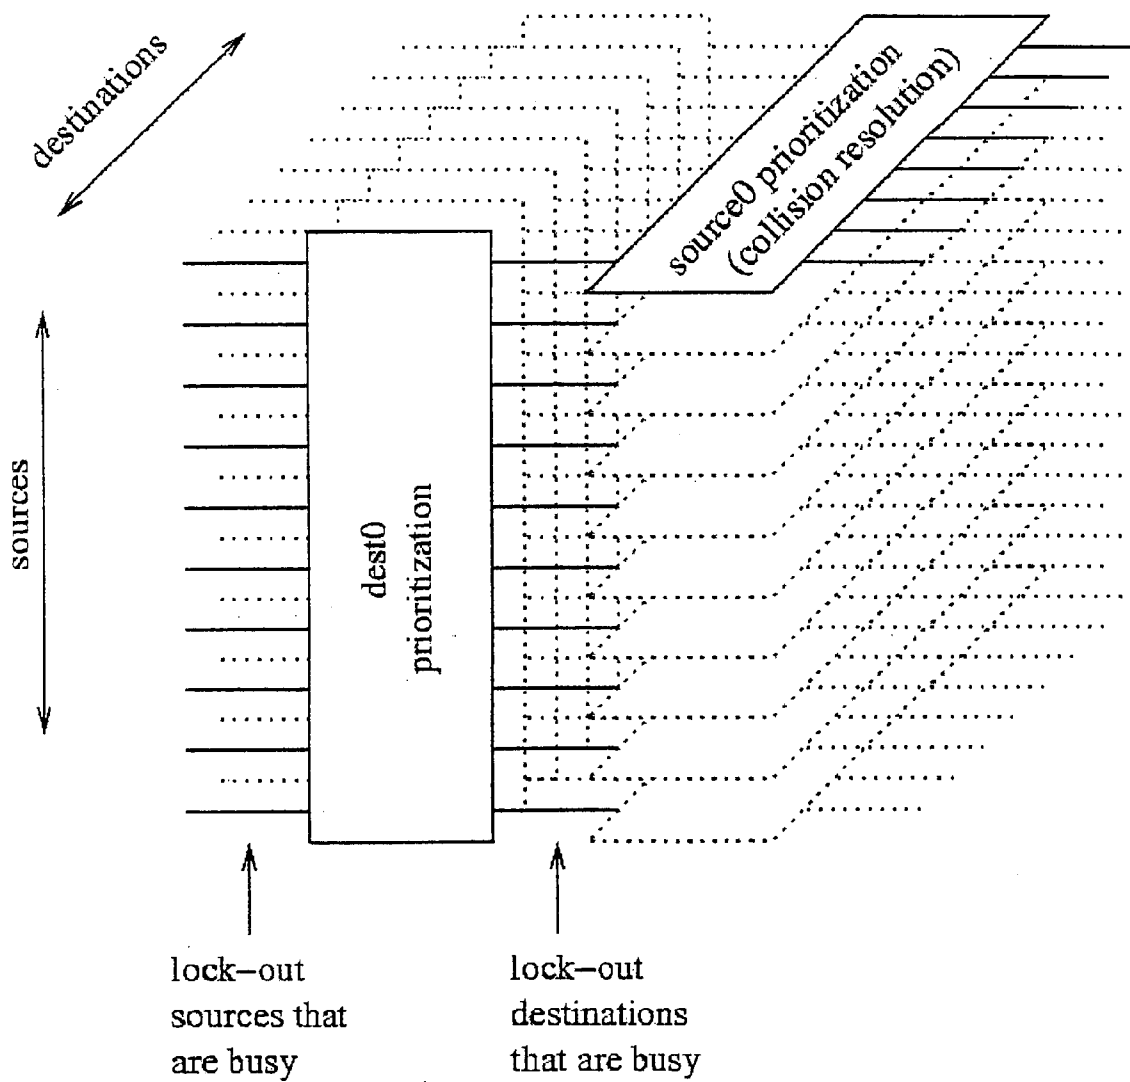 destinations
source0 prioritization
(collision resolution)
sources
dest0
prioritization
lock-out
sources that
are busy
lock-out
destinations
that are busy